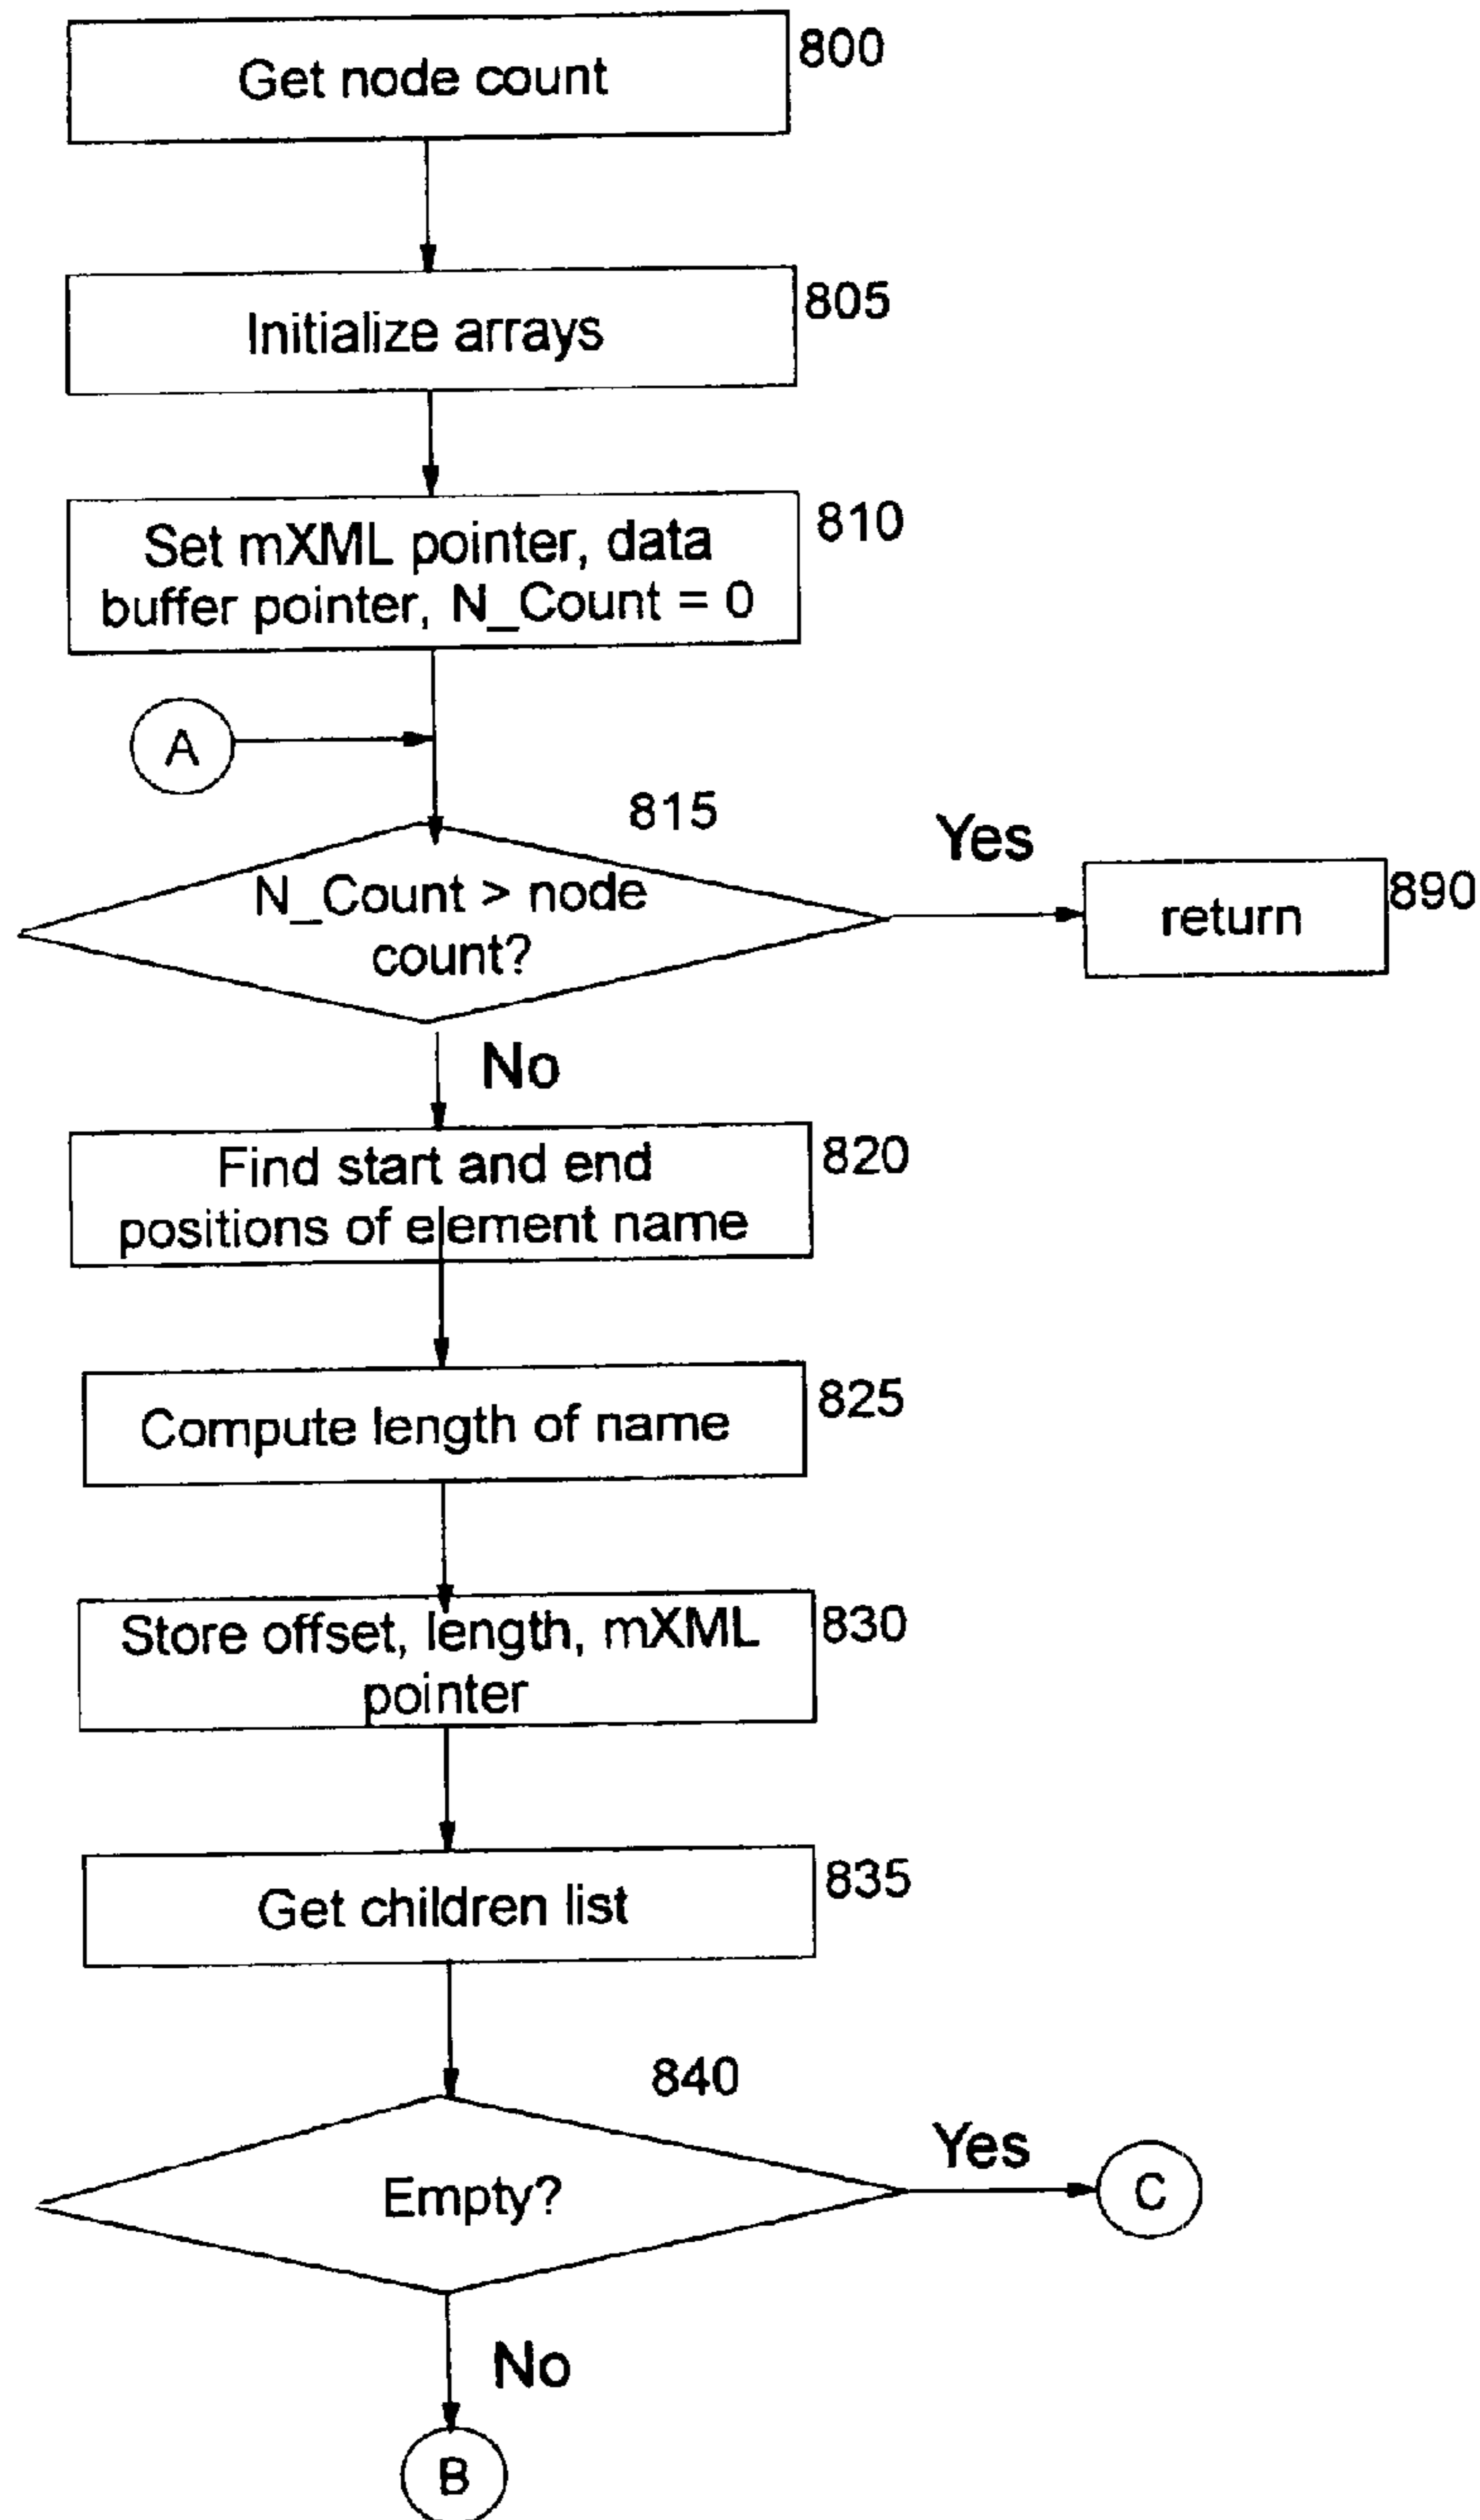 Get node count
800
Initialize arrays
805
Set mXML pointer, data
buffer pointer, N_Count = 0
810
A
815
N_Count > node
count?
Yes
return
890
No
Find start and end
positions of element name
820
Compute length of name
825
Store offset, length, mXML
pointer
830
Get children list
835
840
Empty?
Yes
C
No
B